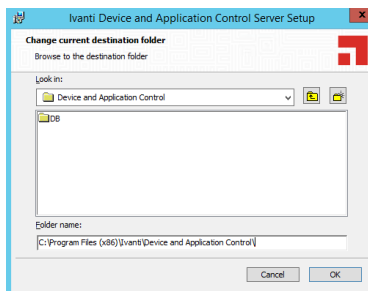 Ivanti Device and Application Control Server Setup
x
Change current destination folder
Browse to the destination folder
Look in:
Device and Application Control
DB
Folder name:
C:\Program Files (x86)\Ivanti\Device and Application Control\
Cancel OK